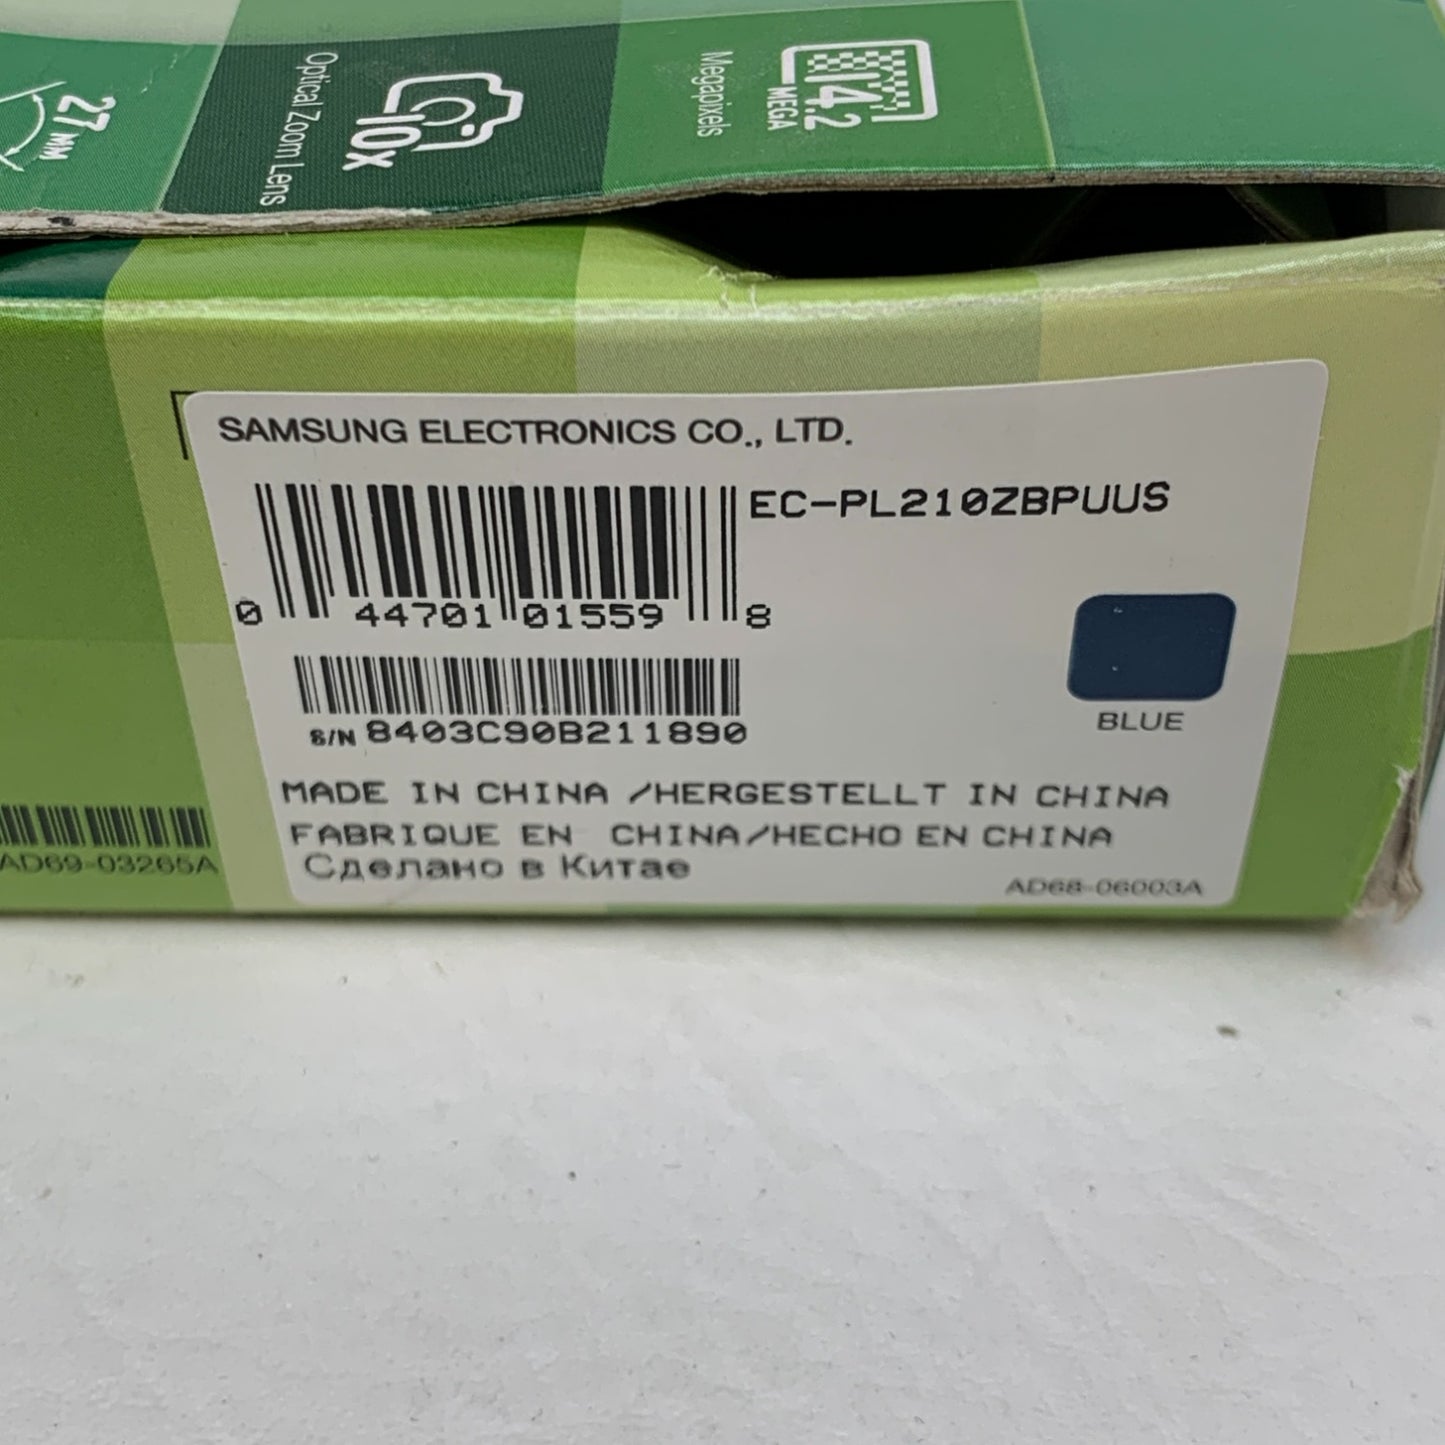 27 MM
Optical Zoom Lens
10x
Megapixels
14.2
MEGA
SAMSUNG ELECTRONICS CO., LTD.
EC-PL210ZBPUUS
0 44701 01559 8
S/N 8403C90B211890
BLUE
MADE IN CHINA /HERGESTELLT IN CHINA
FABRIQUE EN CHINA/HECHO EN CHINA
Сделано в Китае
AD68-06003A
AD69-03265A